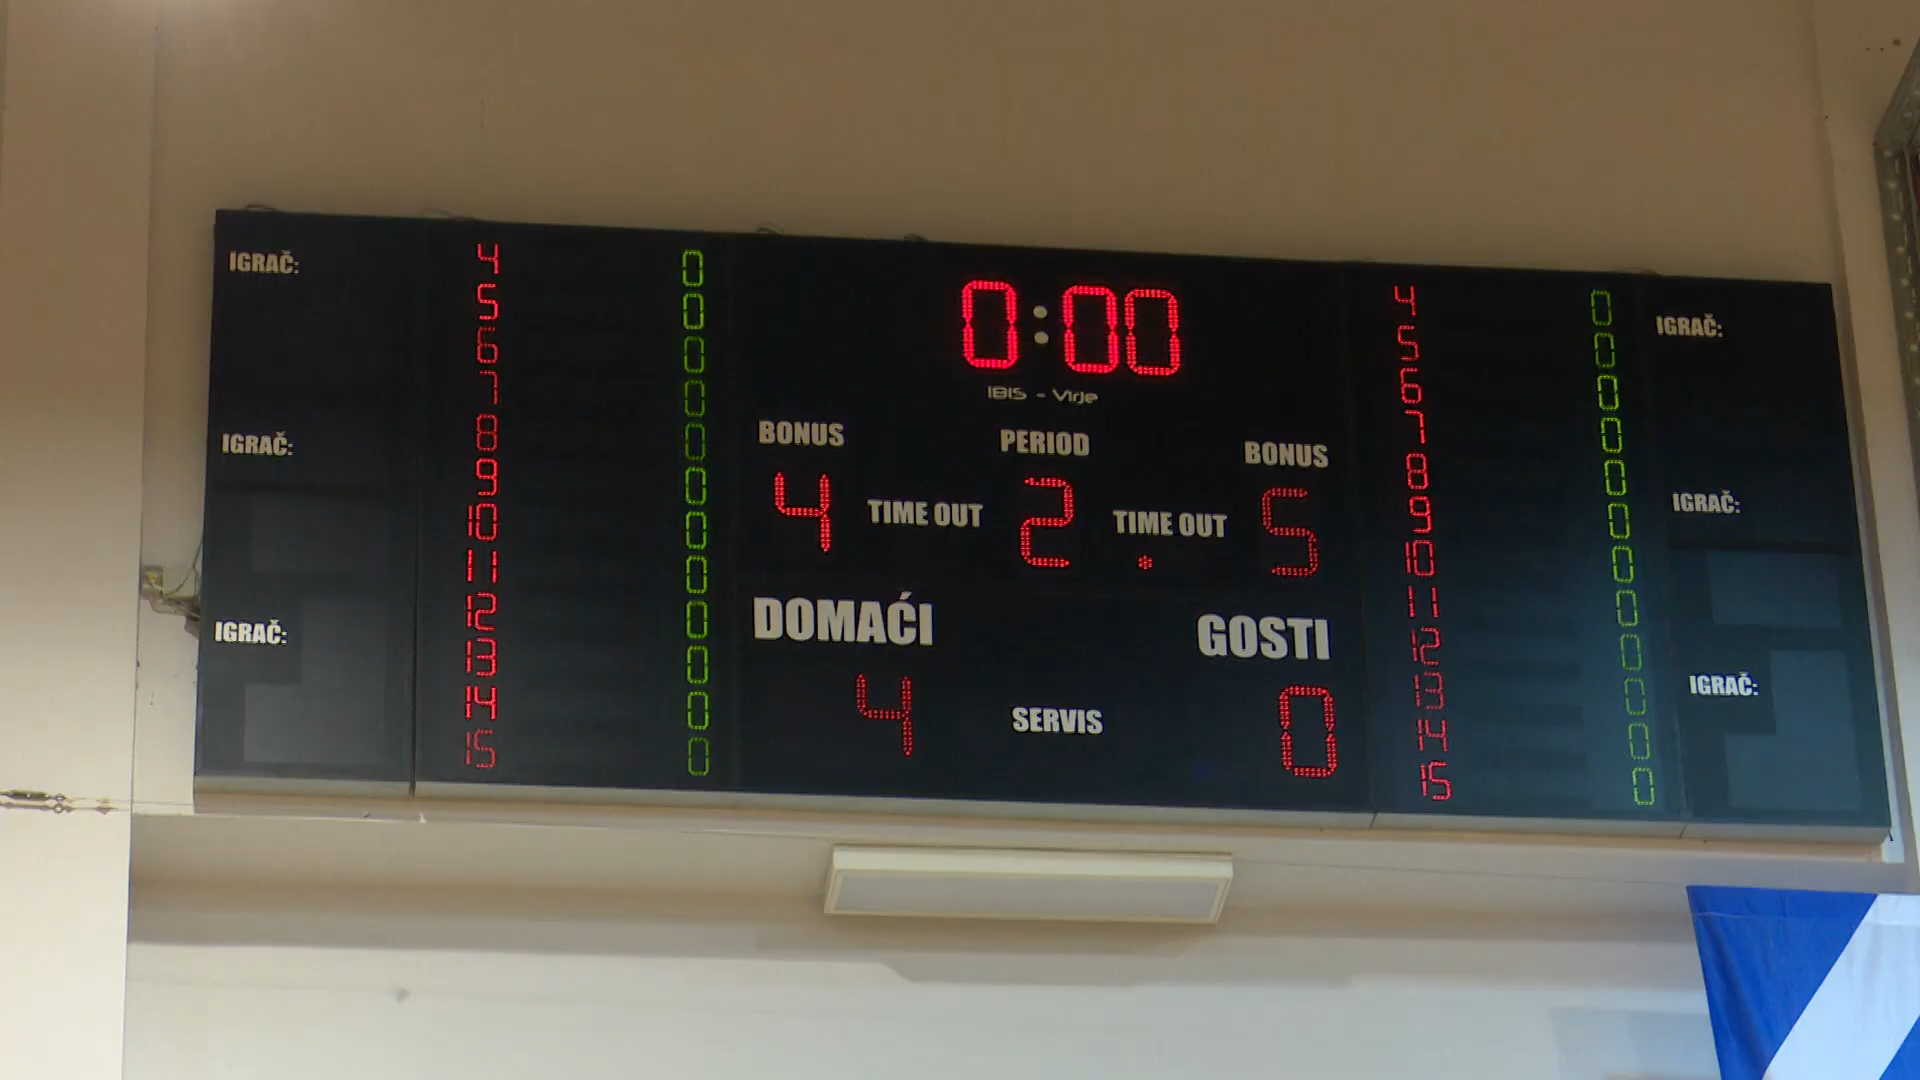 IGRAČ:
IGRAČ:
IGRAČ:
4 0
5 0
6 0
7 0
8 0
9 0
10 0
11 0
12 0
13 0
14 0
15 0
0:00
IBIS - Virje
BONUS PERIOD BONUS
4 TIME OUT 2 TIME OUT 5
DOMAĆI GOSTI
4 SERVIS 0
4 0
5 0
6 0
7 0
8 0
9 0
10 0
11 0
12 0
13 0
14 0
15 0
IGRAČ:
IGRAČ:
IGRAČ: